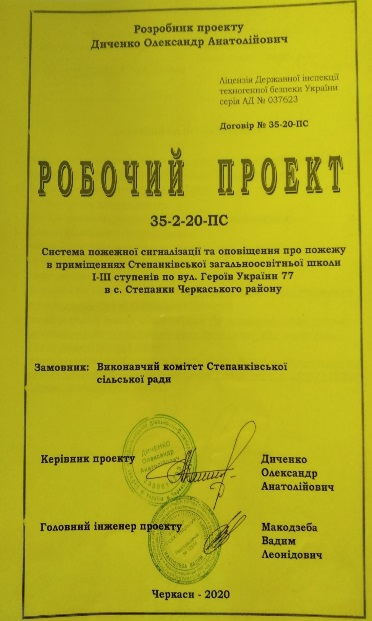 Розробник проекту
Диченко Олександр Анатолійович
Ліцензія Державної інспекції
техногенної безпеки України
серія АД № 037623
Договір № 35-20-ПС
РОБОЧИЙ ПРОЕКТ
35-2-20-ПС
Система пожежної сигналізації та оповіщення про пожежу
в приміщеннях Степанківської загальноосвітньої школи
І-ІІІ ступенів по вул. Героїв України 77
в с. Степанки Черкаського району
Замовник: Виконавчий комітет Степанківської
сільської ради
Керівник проекту
Диченко
Олександр
Анатолійович
ДИЧЕНКО
Олександр
Анатолійович
Головний інженер проекту
Макодзеба
Вадим
Леонідович
Черкаси - 2020